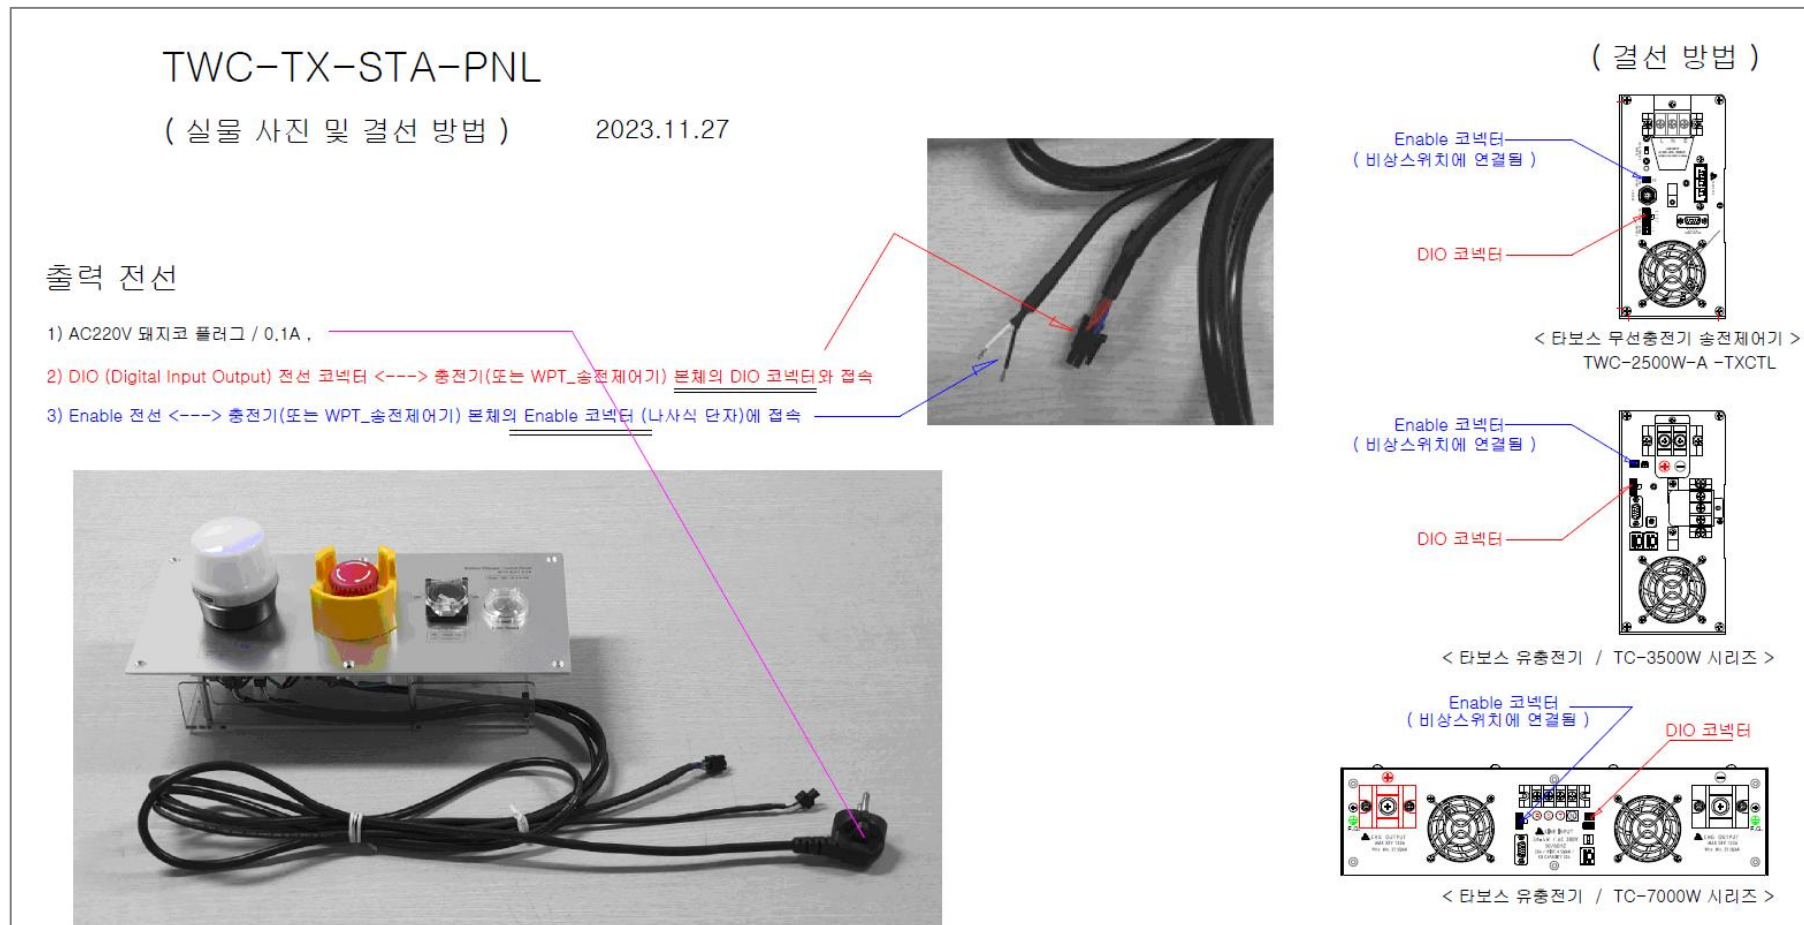 TWC-TX-STA-PNL
( 실물 사진 및 결선 방법 )
2023.11.27
출력 전선
1) AC220V 돼지코 플러그 / 0.1A ,
2) DIO (Digital Input Output) 전선 코넥터 <---> 충전기(또는 WPT_송전제어기) 본체의 DIO 코넥터와 접속
3) Enable 전선 <---> 충전기(또는 WPT_송전제어기) 본체의 Enable 코넥터 (나사식 단자)에 접속
( 결선 방법 )
Enable 코넥터
( 비상스위치에 연결됨 )
DIO 코넥터
< 타보스 무선충전기 송전제어기 >
TWC-2500W-A -TXCTL
Enable 코넥터
( 비상스위치에 연결됨 )
DIO 코넥터
< 타보스 유충전기 / TC-3500W 시리즈 >
Enable 코넥터
( 비상스위치에 연결됨 )
DIO 코넥터
F.G.
CHG OUTPUT
INPUT
CHG OUTPUT
F.G.
< 타보스 유충전기 / TC-7000W 시리즈 >